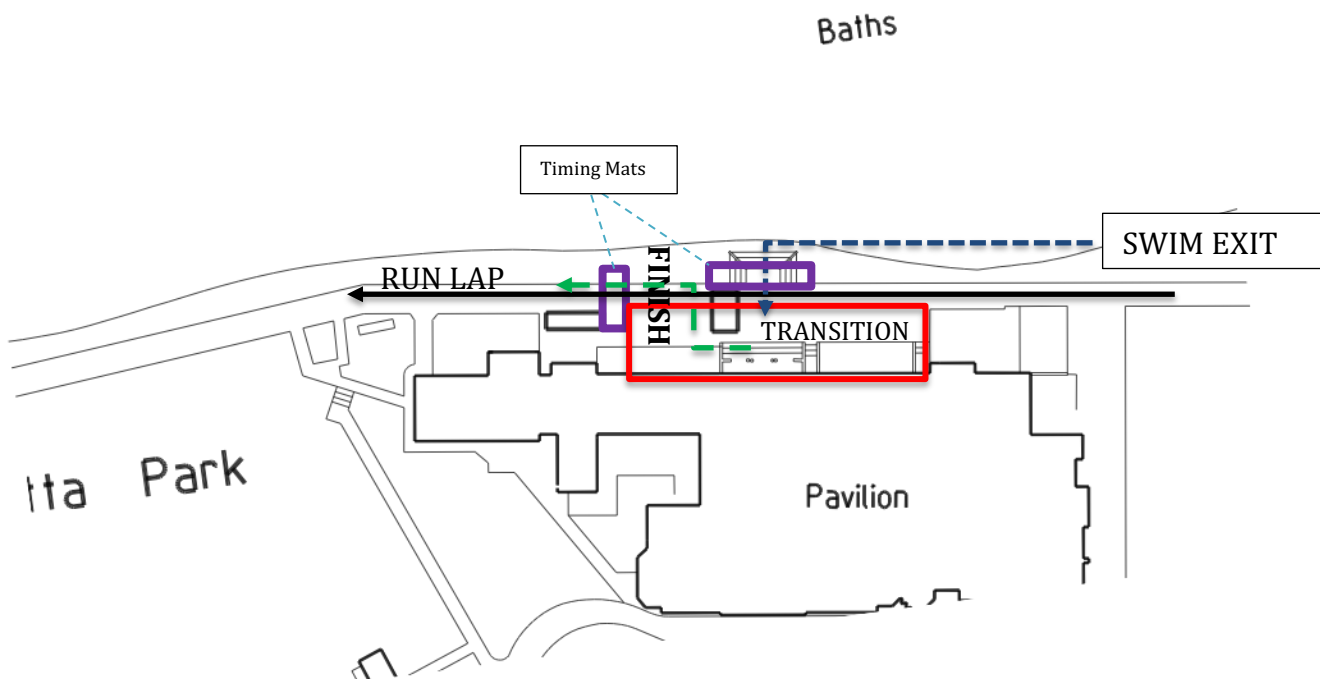 Baths
Timing Mats
SWIM EXIT
RUN LAP
FINISH
TRANSITION
tta Park
Pavilion